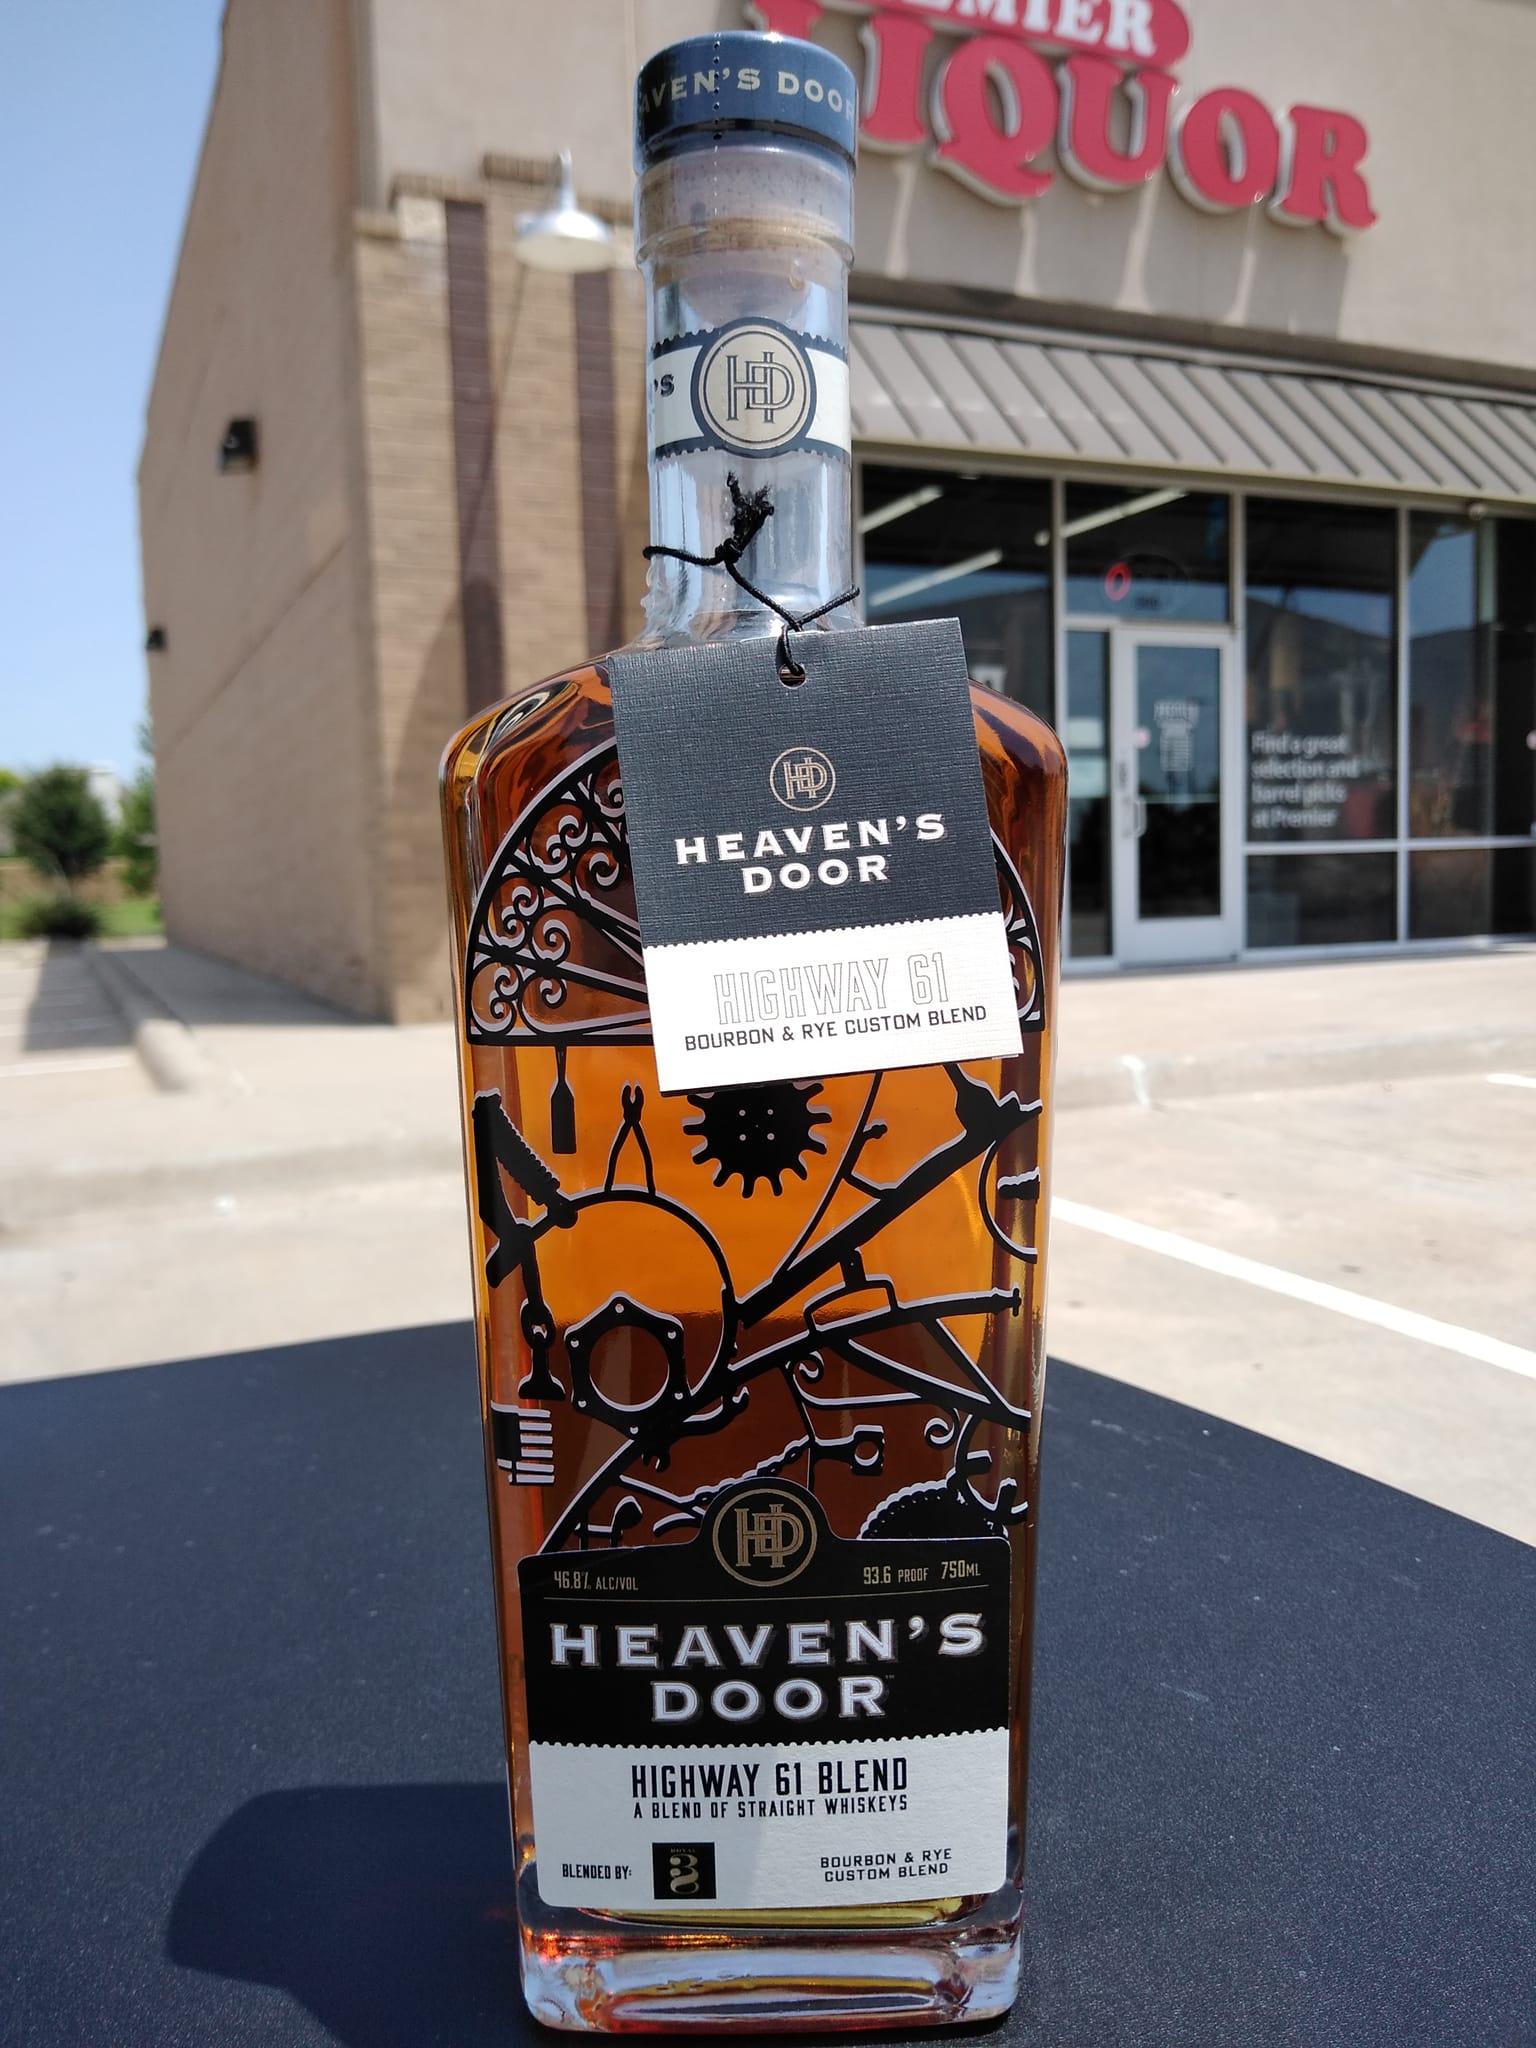 LIQUOR
HEAVEN'S DOOR
HD
HD
HEAVEN'S
DOOR
HIGHWAY 61
BOURBON & RYE CUSTOM BLEND
Find a great
selection and
barrel picks
at Premier
HD
46.8% ALC/VOL
93.6 PROOF 750ML
HEAVEN'S
DOOR™
HIGHWAY 61 BLEND
A BLEND OF STRAIGHT WHISKEYS
BLENDED BY:
BOURBON & RYE
CUSTOM BLEND